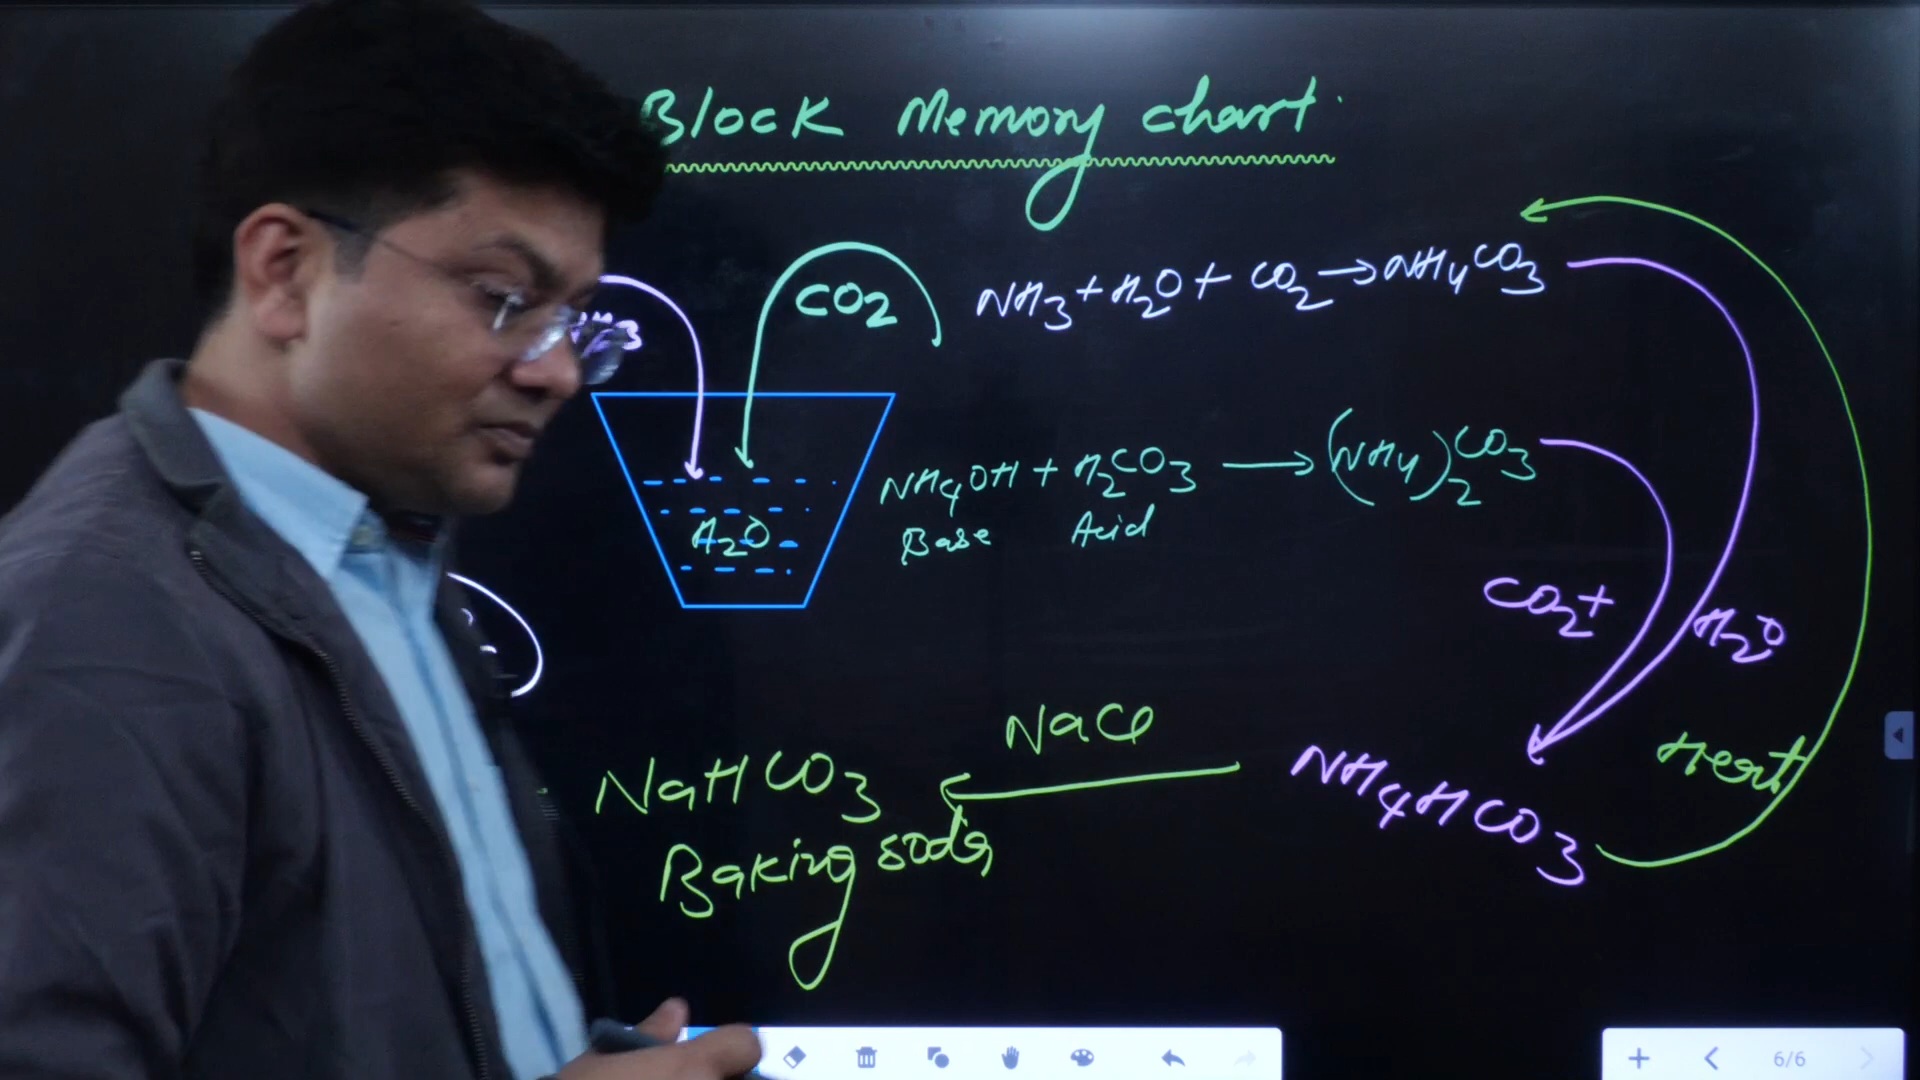 Block Memory chart.
CO2
NH3+H2O+ CO2→NH4CO3
NH4OH + H2CO3 → (NH4)2CO3
Base Acid
H2O
CO2+
H2O
NaCl
Heat
NaHCO3
NH4HCO3
Baking soda
6/6